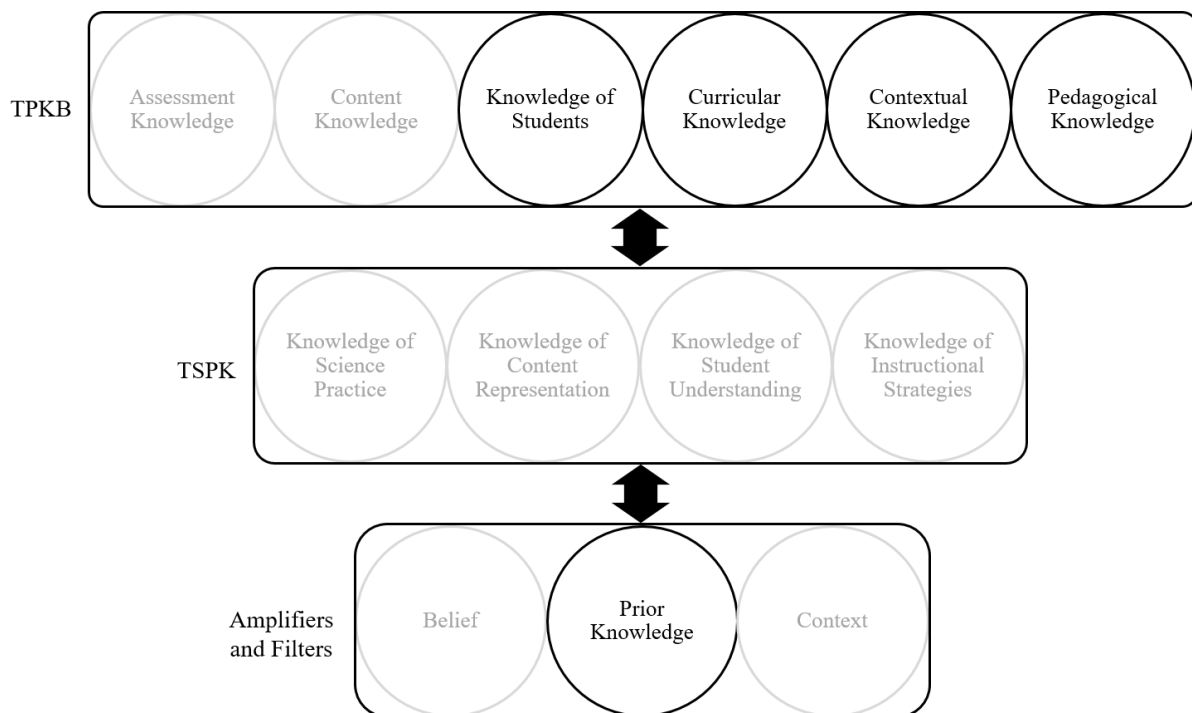 TPKB
Assessment
Knowledge
Content
Knowledge
Knowledge of
Students
Curricular
Knowledge
Contextual
Knowledge
Pedagogical
Knowledge
TSPK
Knowledge of
Science
Practice
Knowledge of
Content
Representation
Knowledge of
Student
Understanding
Knowledge of
Instructional
Strategies
Amplifiers
and Filters
Belief
Prior
Knowledge
Context